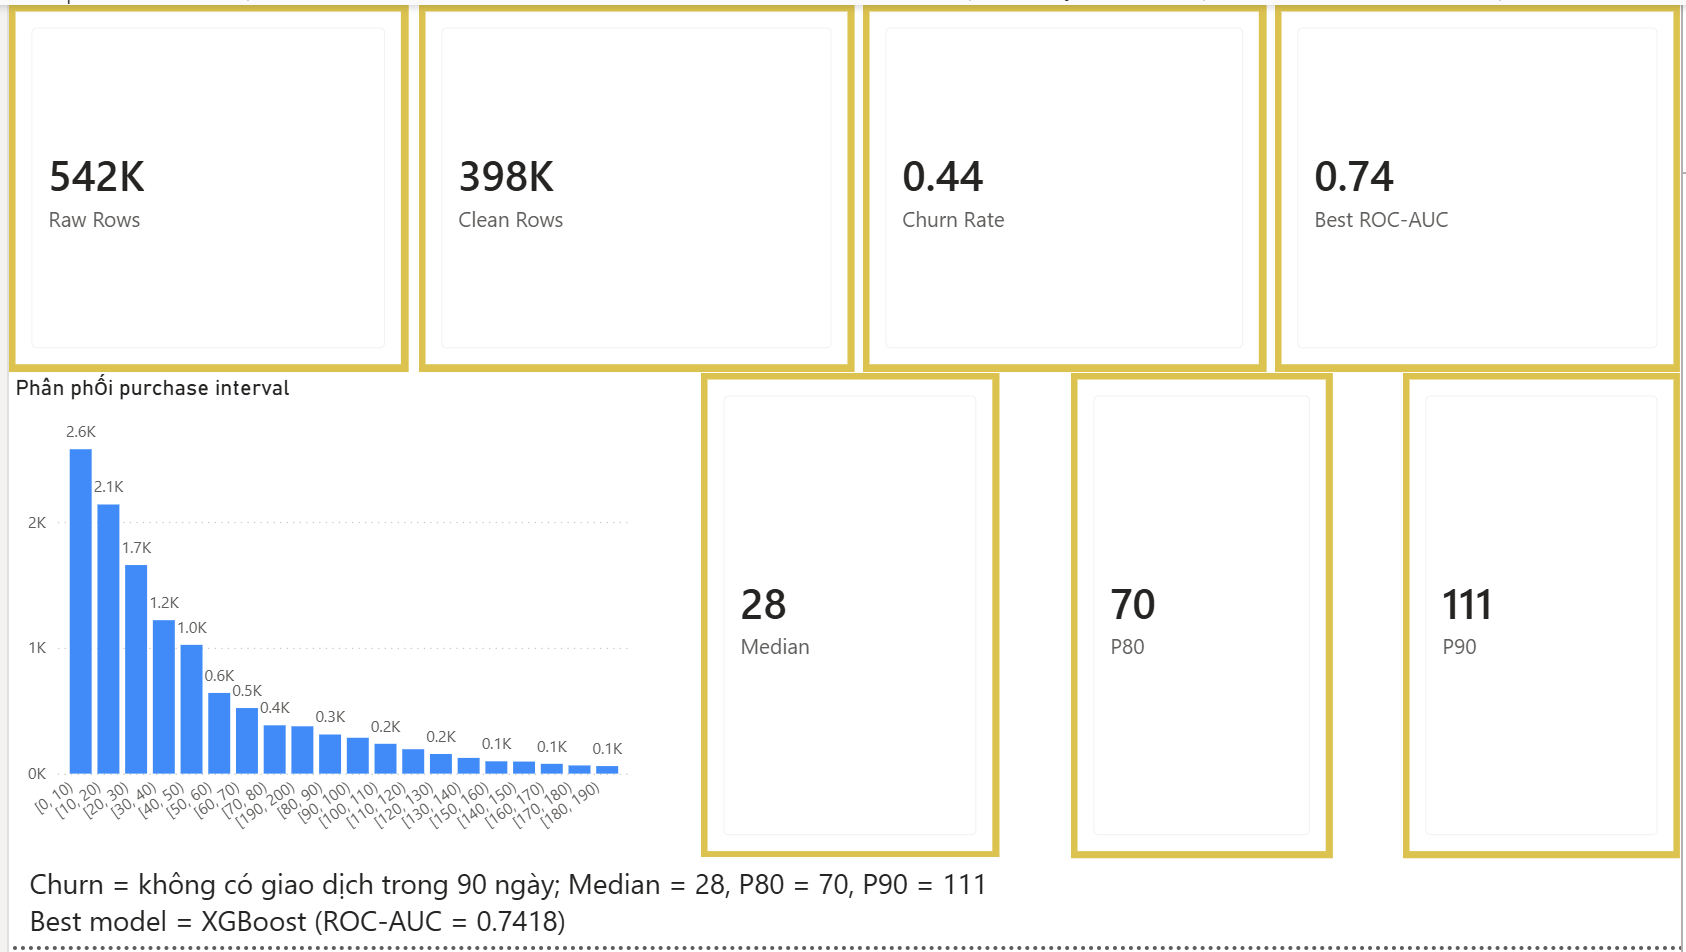 542K
Raw Rows
398K
Clean Rows
0.44
Churn Rate
0.74
Best ROC-AUC
Phân phối purchase interval
2.6K
2.1K
1.7K
1.2K
1.0K
0.6K
0.5K
0.4K
0.3K
0.2K
0.2K
0.1K
0.1K
0.1K
2K
1K
0K
[0, 10)
[10, 20)
[20, 30)
[30, 40)
[40, 50)
[50, 60)
[60, 70)
[70, 80)
[190, 200)
[80, 90)
[90, 100)
[100, 110)
[110, 120)
[120, 130)
[130, 140)
[150, 160)
[140, 150)
[160, 170)
[170, 180)
[180, 190)
28
Median
70
P80
111
P90
Churn = không có giao dịch trong 90 ngày; Median = 28, P80 = 70, P90 = 111
Best model = XGBoost (ROC-AUC = 0.7418)